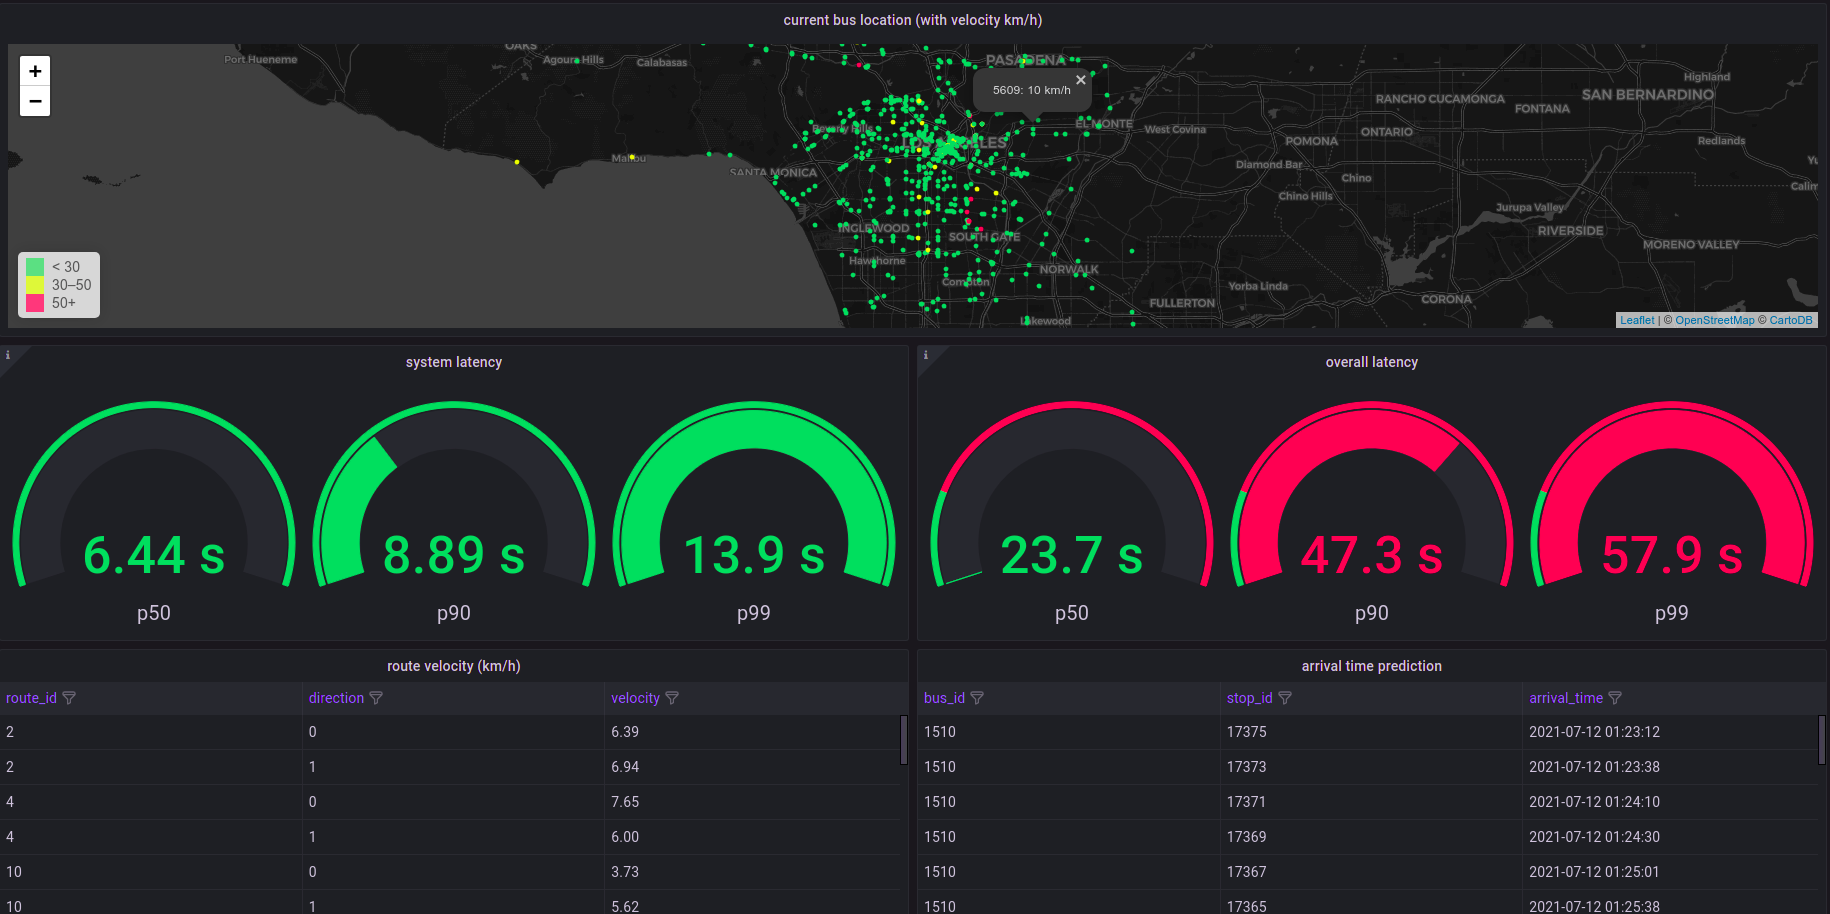 current bus location (with velocity km/h)
+
−
Port Hueneme
OAKS
Agoura Hills
Calabasas
PASADENA
×
5609: 10 km/h
Highland
SAN BERNARDINO
RANCHO CUCAMONGA
FONTANA
Beverly Hills
EL MONTE
West Covina
ONTARIO
POMONA
Redlands
LOS ANGELES
Malibu
SANTA MONICA
Diamond Bar
Chino
Chino Hills
Jurupa Valley
INGLEWOOD
SOUTH GATE
RIVERSIDE
MORENO VALLEY
Hawthorne
NORWALK
Compton
Yorba Linda
FULLERTON
CORONA
Lakewood
< 30
30–50
50+
Leaflet | © OpenStreetMap © CartoDB
i
system latency
6.44 s
p50
8.89 s
p90
13.9 s
p99
i
overall latency
23.7 s
p50
47.3 s
p90
57.9 s
p99
route velocity (km/h)
route_id direction velocity
2 0 6.39
2 1 6.94
4 0 7.65
4 1 6.00
10 0 3.73
10 1 5.62
arrival time prediction
bus_id stop_id arrival_time
1510 17375 2021-07-12 01:23:12
1510 17373 2021-07-12 01:23:38
1510 17371 2021-07-12 01:24:10
1510 17369 2021-07-12 01:24:30
1510 17367 2021-07-12 01:25:01
1510 17365 2021-07-12 01:25:38